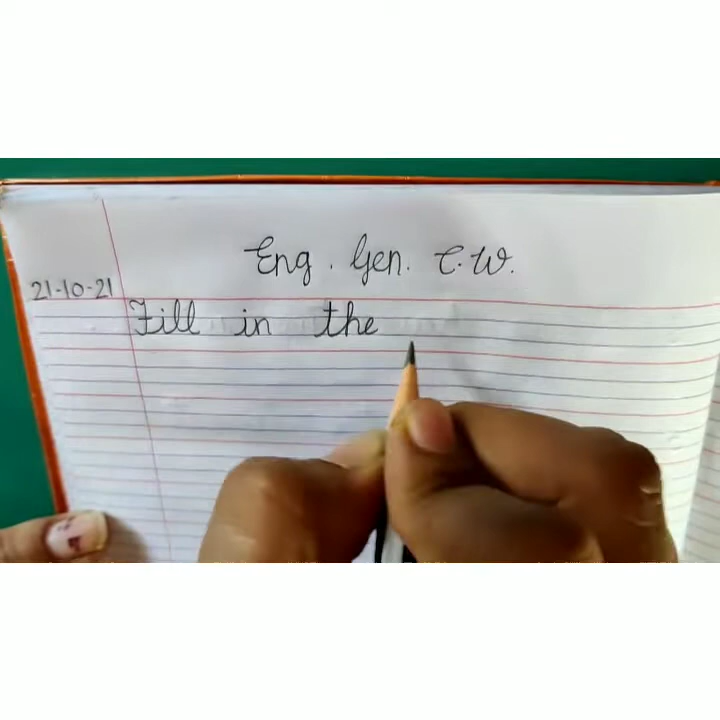 Eng. Gen. C.W.
21-10-21
Fill in the